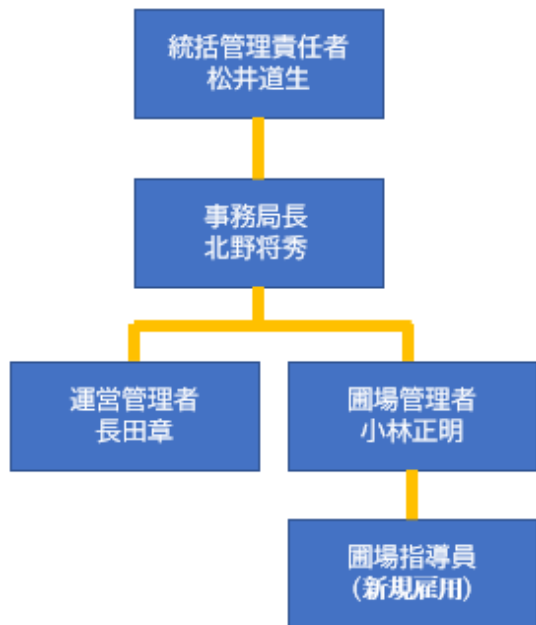 統括管理責任者
松井道生
事務局長
北野将秀
運営管理者
長田章
圃場管理者
小林正明
圃場指導員
(新規雇用)